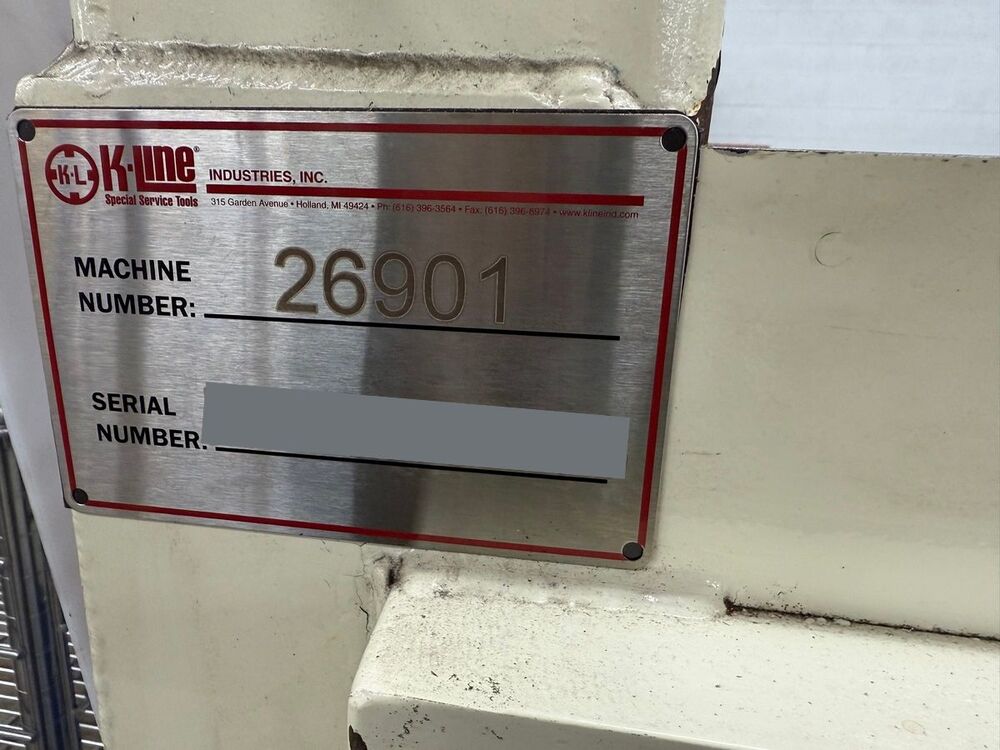 K·L K·Line® INDUSTRIES, INC.
Special Service Tools 315 Garden Avenue • Holland, MI 49424 • Ph: (616) 396-3564 • Fax: (616) 396-8974 • www.klineind.com
MACHINE
NUMBER: 26901
SERIAL
NUMBER: